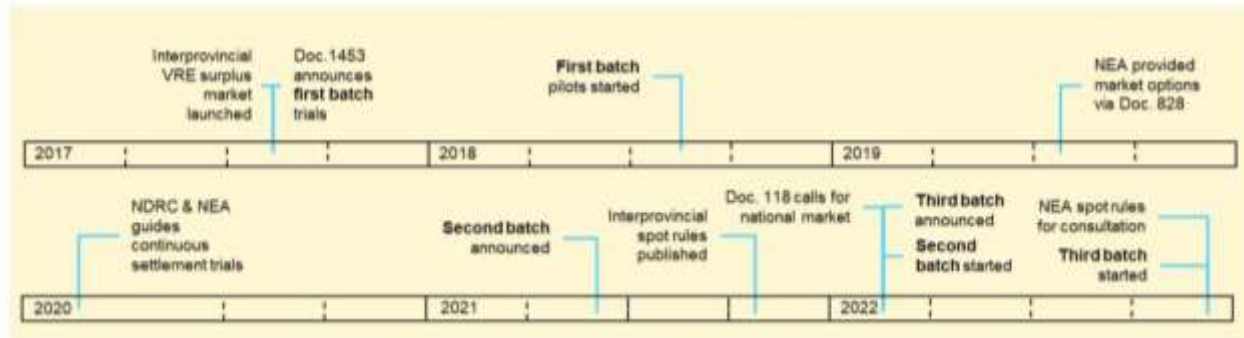 Interprovincial
VRE surplus
market
launched
Doc. 1453
announces
first batch
trials
First batch
pilots started
NEA provided
market options
via Doc. 828
2017
2018
2019
NDRC & NEA
guides
continuous
settlement trials
Second batch
announced
Interprovincial
spot rules
published
Doc. 118 calls for
national market
Third batch
announced
Second
batch started
NEA spot rules
for consultation
Third batch
started
2020
2021
2022